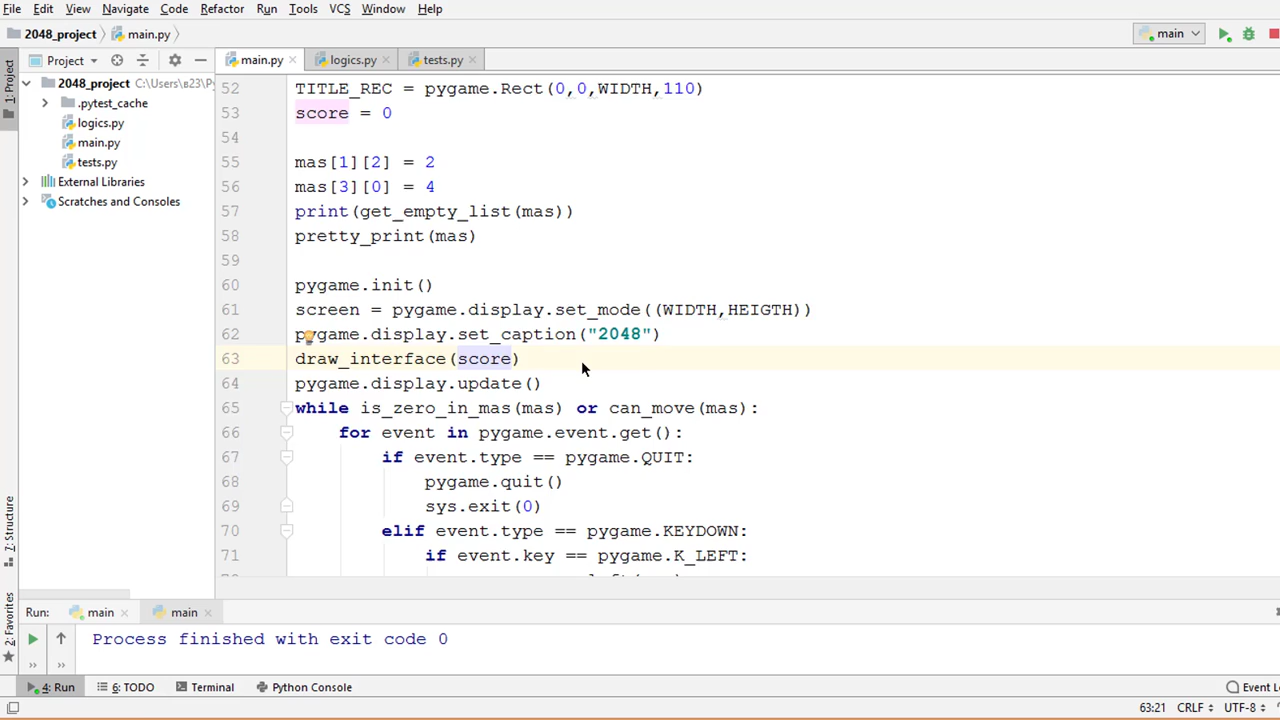 File Edit View Navigate Code Refactor Run Tools VCS Window Help
2048_project main.py main
1: Project
Project main.py logics.py tests.py
2048_project C:\Users\в23\Py
.pytest_cache
logics.py
main.py
tests.py
External Libraries
Scratches and Consoles
52 TITLE_REC = pygame.Rect(0,0,WIDTH,110)
53 score = 0
54
55 mas[1][2] = 2
56 mas[3][0] = 4
57 print(get_empty_list(mas))
58 pretty_print(mas)
59
60 pygame.init()
61 screen = pygame.display.set_mode((WIDTH,HEIGTH))
62 pygame.display.set_caption("2048")
63 draw_interface(score)
64 pygame.display.update()
65 while is_zero_in_mas(mas) or can_move(mas):
66 for event in pygame.event.get():
67 if event.type == pygame.QUIT:
68 pygame.quit()
69 sys.exit(0)
70 elif event.type == pygame.KEYDOWN:
71 if event.key == pygame.K_LEFT:
7: Structure
2: Favorites
Run: main main
Process finished with exit code 0
4: Run 6: TODO Terminal Python Console Event Lo
63:21 CRLF UTF-8